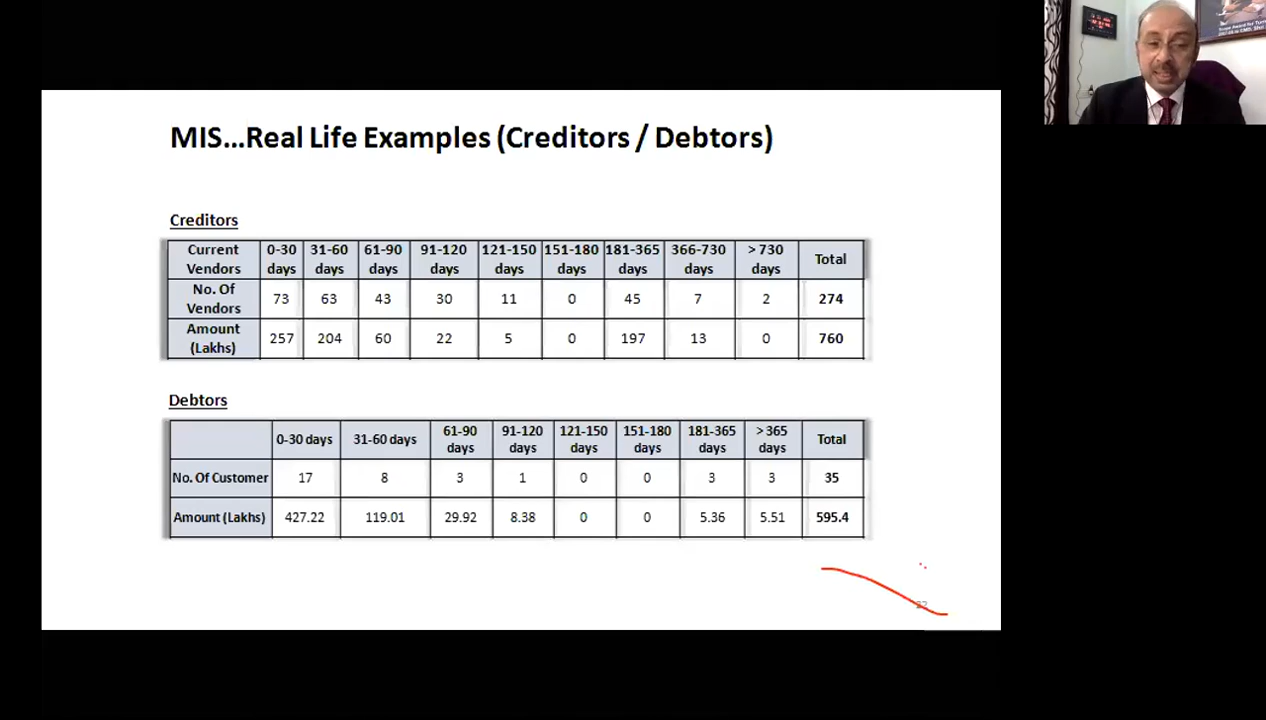 MIS...Real Life Examples (Creditors / Debtors)
Creditors
Current Vendors 0-30 days 31-60 days 61-90 days 91-120 days 121-150 days 151-180 days 181-365 days 366-730 days > 730 days Total
No. Of Vendors 73 63 43 30 11 0 45 7 2 274
Amount (Lakhs) 257 204 60 22 5 0 197 13 0 760
Debtors
0-30 days 31-60 days 61-90 days 91-120 days 121-150 days 151-180 days 181-365 days > 365 days Total
No. Of Customer 17 8 3 1 0 0 3 3 35
Amount (Lakhs) 427.22 119.01 29.92 8.38 0 0 5.36 5.51 595.4